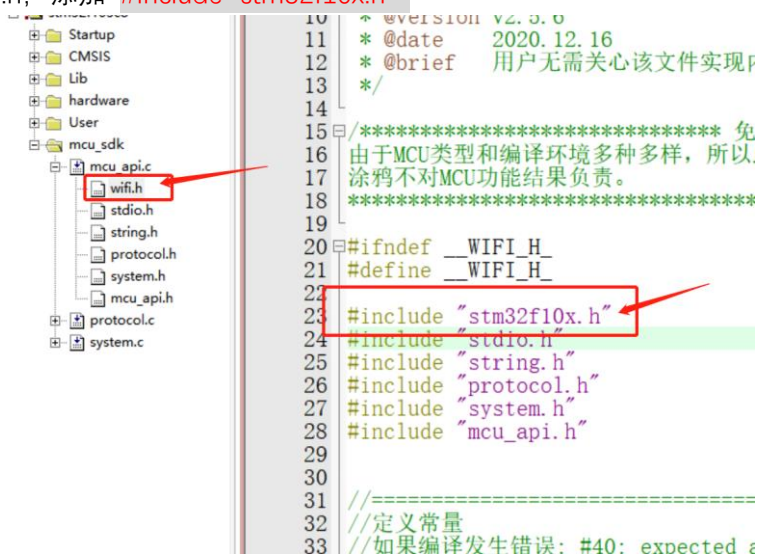 .h，添加 #include "stm32f10x.h"
Startup
CMSIS
Lib
hardware
User
mcu_sdk
mcu_api.c
wifi.h
stdio.h
string.h
protocol.h
system.h
mcu_api.h
protocol.c
system.c
10 * @version v2.5.6
11 * @date 2020.12.16
12 * @brief 用户无需关心该文件实现
13 */
14
15 /****************************** 免
16 由于MCU类型和编译环境多种多样，所以
17 涂鸦不对MCU功能结果负责。
18 **********************************
19
20 #ifndef __WIFI_H_
21 #define __WIFI_H_
22
23 #include "stm32f10x.h"
24 #include "stdio.h"
25 #include "string.h"
26 #include "protocol.h"
27 #include "system.h"
28 #include "mcu_api.h"
29
30
31 //================================
32 //定义常量
33 //如果编译发生错误: #40: expected a